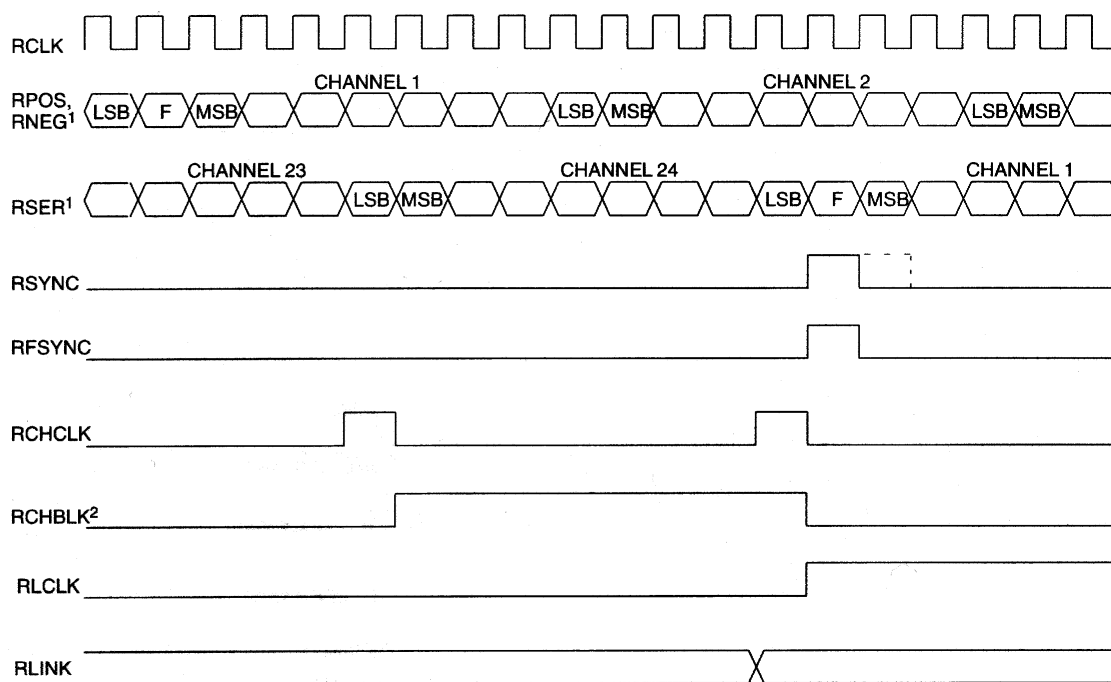 RCLK
CHANNEL 1 CHANNEL 2
RPOS,
RNEG¹ LSB F MSB LSB MSB LSB MSB
CHANNEL 23 CHANNEL 24 CHANNEL 1
RSER¹ LSB MSB LSB F MSB
RSYNC
RFSYNC
RCHCLK
RCHBLK²
RLCLK
RLINK